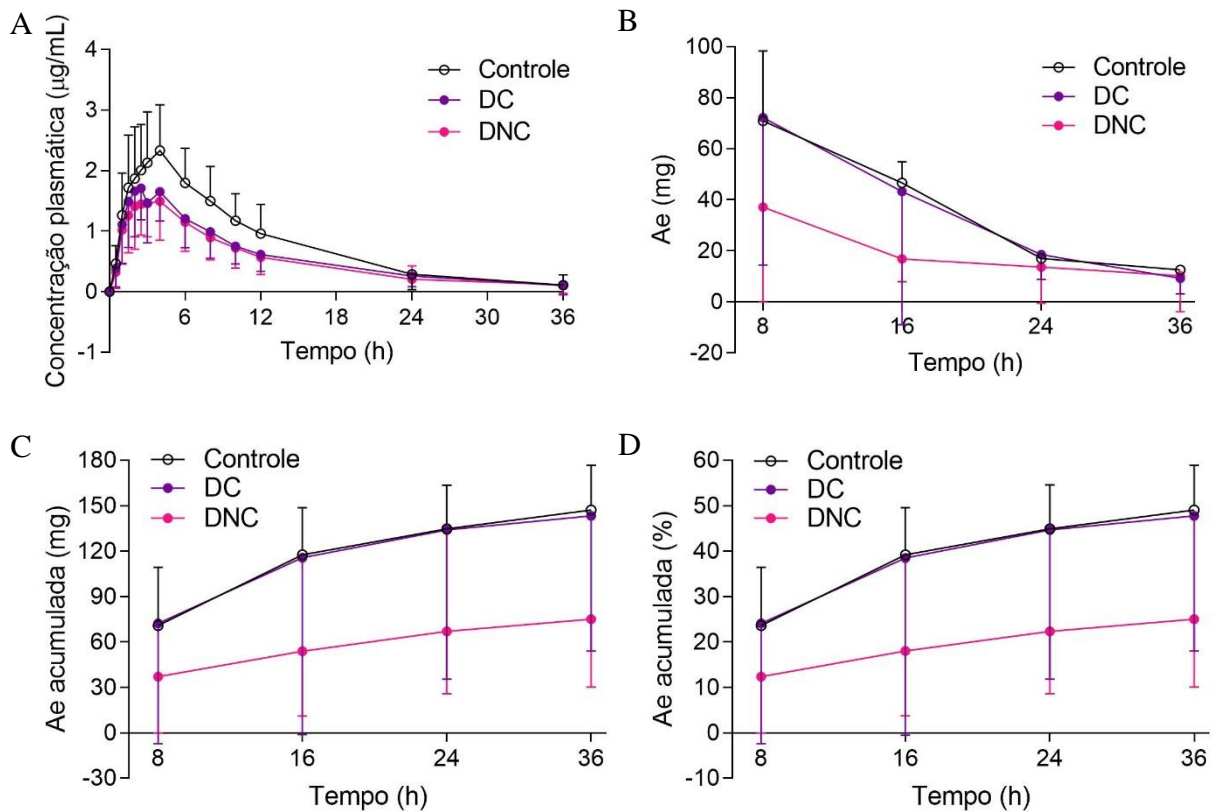 A
Concentração plasmática (µg/mL)
4
3
2
1
0
-1
6
12
18
24
30
36
Tempo (h)
Controle
DC
DNC
B
Ae (mg)
100
80
60
40
20
0
-20
8
16
24
36
Tempo (h)
Controle
DC
DNC
C
Ae acumulada (mg)
180
150
120
90
60
30
0
-30
8
16
24
36
Tempo (h)
Controle
DC
DNC
D
Ae acumulada (%)
60
50
40
30
20
10
0
-10
8
16
24
36
Tempo (h)
Controle
DC
DNC